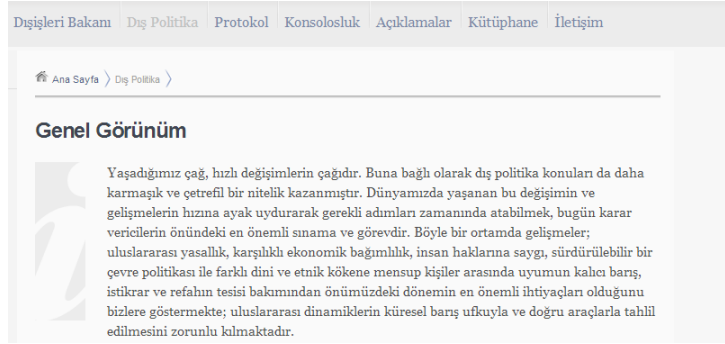 Dışişleri Bakanı Dış Politika Protokol Konsolosluk Açıklamalar Kütüphane İletişim
Ana Sayfa Dış Politika
Genel Görünüm
Yaşadığımız çağ, hızlı değişimlerin çağıdır. Buna bağlı olarak dış politika konuları da daha
karmaşık ve çetrefil bir nitelik kazanmıştır. Dünyamızda yaşanan bu değişimin ve
gelişmelerin hızına ayak uydurarak gerekli adımları zamanında atabilmek, bugün karar
vericilerin önündeki en önemli sınama ve görevdir. Böyle bir ortamda gelişmeler;
uluslararası yasallık, karşılıklı ekonomik bağımlılık, insan haklarına saygı, sürdürülebilir bir
çevre politikası ile farklı dini ve etnik kökene mensup kişiler arasında uyumun kalıcı barış,
istikrar ve refahın tesisi bakımından önümüzdeki dönemin en önemli ihtiyaçları olduğunu
bizlere göstermekte; uluslararası dinamiklerin küresel barış ufkuyla ve doğru araçlarla tahlil
edilmesini zorunlu kılmaktadır.